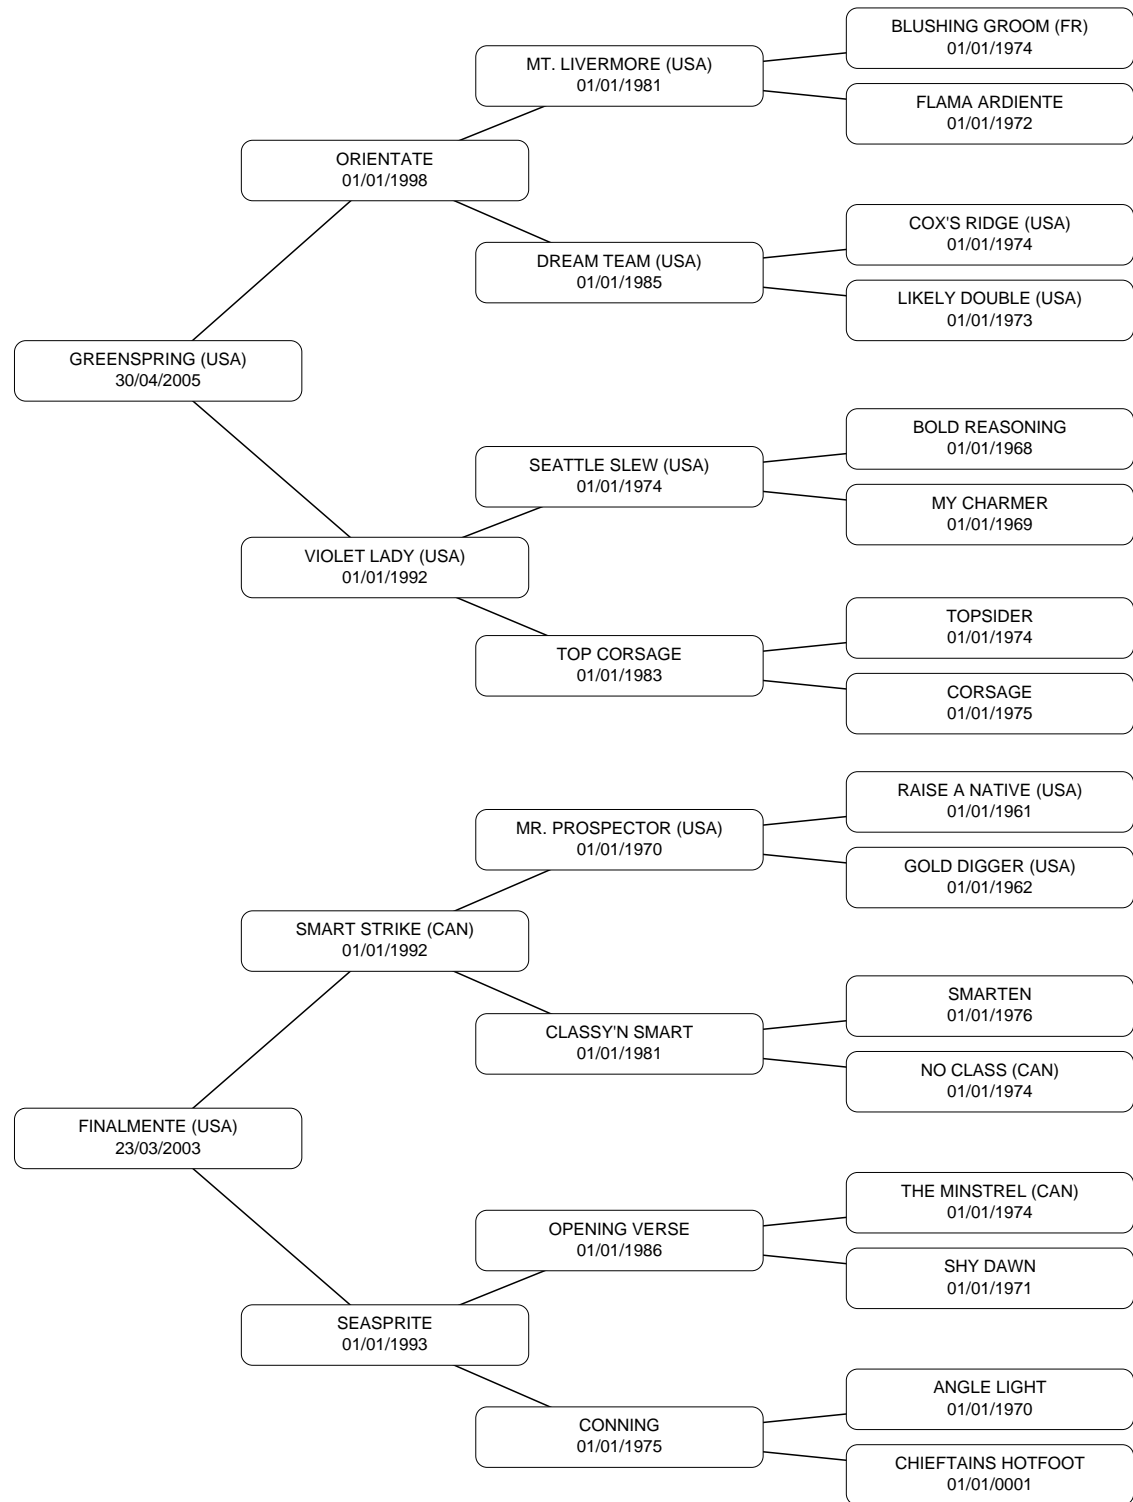 BLUSHING GROOM (FR)
01/01/1974
MT. LIVERMORE (USA)
01/01/1981
FLAMA ARDIENTE
01/01/1972
ORIENTATE
01/01/1998
COX'S RIDGE (USA)
01/01/1974
DREAM TEAM (USA)
01/01/1985
LIKELY DOUBLE (USA)
01/01/1973
GREENSPRING (USA)
30/04/2005
BOLD REASONING
01/01/1968
SEATTLE SLEW (USA)
01/01/1974
MY CHARMER
01/01/1969
VIOLET LADY (USA)
01/01/1992
TOPSIDER
01/01/1974
TOP CORSAGE
01/01/1983
CORSAGE
01/01/1975
RAISE A NATIVE (USA)
01/01/1961
MR. PROSPECTOR (USA)
01/01/1970
GOLD DIGGER (USA)
01/01/1962
SMART STRIKE (CAN)
01/01/1992
SMARTEN
01/01/1976
CLASSY'N SMART
01/01/1981
NO CLASS (CAN)
01/01/1974
FINALMENTE (USA)
23/03/2003
THE MINSTREL (CAN)
01/01/1974
OPENING VERSE
01/01/1986
SHY DAWN
01/01/1971
SEASPRITE
01/01/1993
ANGLE LIGHT
01/01/1970
CONNING
01/01/1975
CHIEFTAINS HOTFOOT
01/01/0001